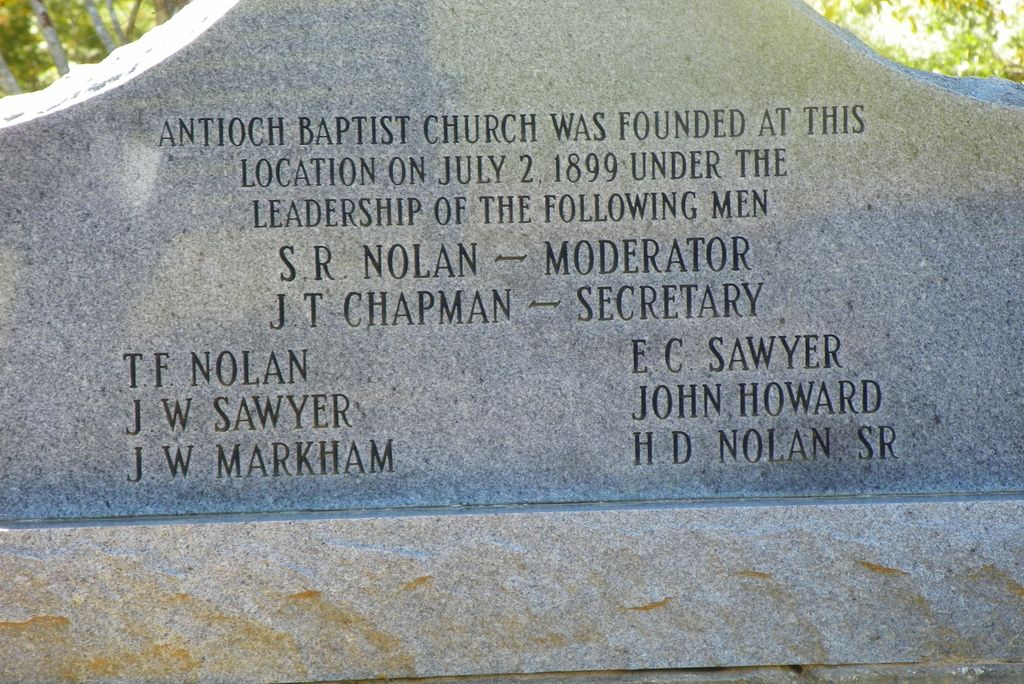 ANTIOCH BAPTIST CHURCH WAS FOUNDED AT THIS
LOCATION ON JULY 2, 1899 UNDER THE
LEADERSHIP OF THE FOLLOWING MEN
S. R. NOLAN – MODERATOR
J. T. CHAPMAN – SECRETARY
T. F. NOLAN
J. W. SAWYER
J. W. MARKHAM
E. C. SAWYER
JOHN HOWARD
H. D. NOLAN, SR.